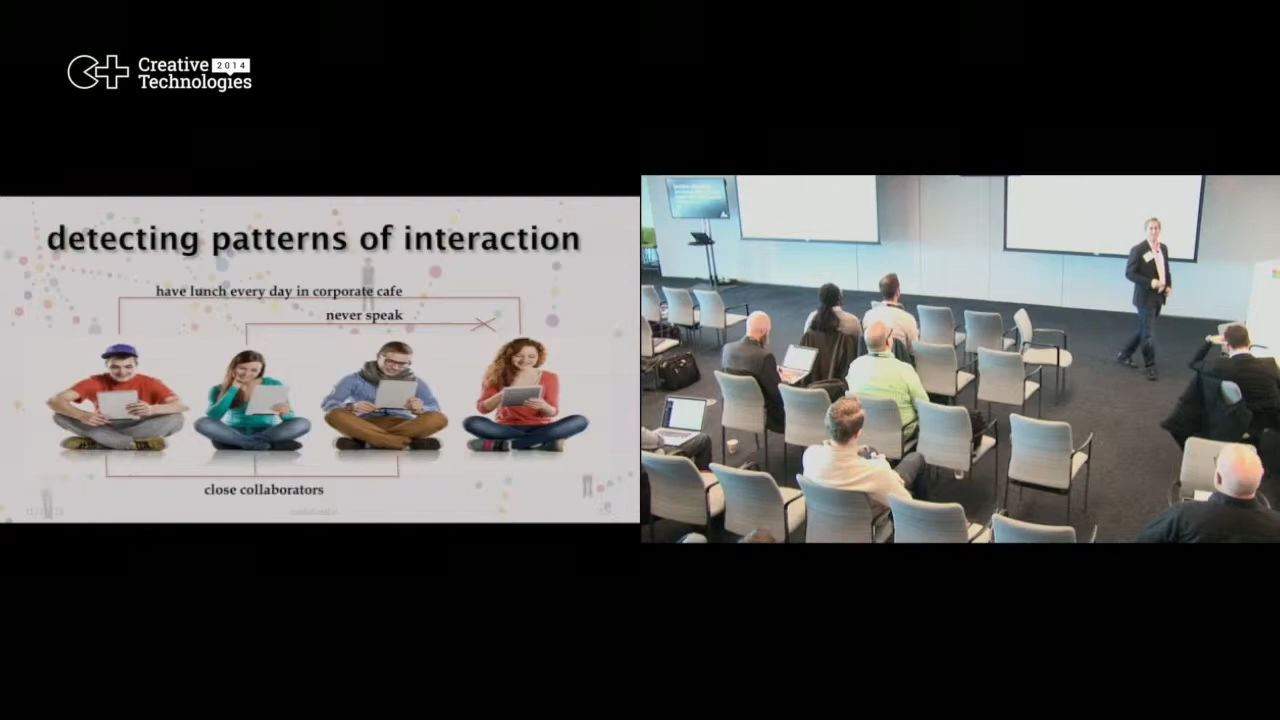 Creative 2014
Technologies
detecting patterns of interaction
have lunch every day in corporate cafe
never speak
close collaborators